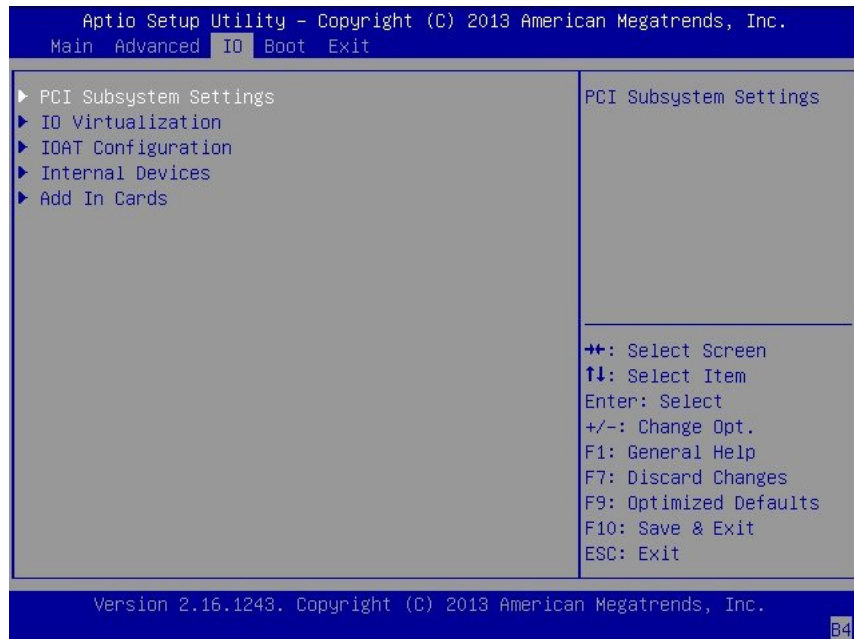 Aptio Setup Utility – Copyright (C) 2013 American Megatrends, Inc.
Main Advanced IO Boot Exit
▶ PCI Subsystem Settings
▶ IO Virtualization
▶ IOAT Configuration
▶ Internal Devices
▶ Add In Cards
PCI Subsystem Settings
→←: Select Screen
↑↓: Select Item
Enter: Select
+/-: Change Opt.
F1: General Help
F7: Discard Changes
F9: Optimized Defaults
F10: Save & Exit
ESC: Exit
Version 2.16.1243. Copyright (C) 2013 American Megatrends, Inc.
B4